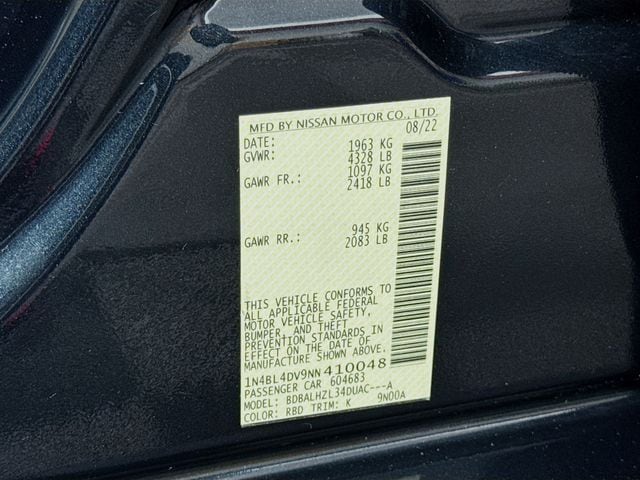 MFD BY NISSAN MOTOR CO., LTD.
DATE: 08/22
GVWR: 1963 KG
4328 LB
GAWR FR.: 1097 KG
2418 LB
GAWR RR.: 945 KG
2083 LB
THIS VEHICLE CONFORMS TO
ALL APPLICABLE FEDERAL
MOTOR VEHICLE SAFETY,
BUMPER, AND THEFT
PREVENTION STANDARDS IN
EFFECT ON THE DATE OF
MANUFACTURE SHOWN ABOVE.
1N4BL4DV9NN410048
PASSENGER CAR 604683
MODEL: BDBALHZL34DUAC---A
COLOR: RBD TRIM: K 9N00A